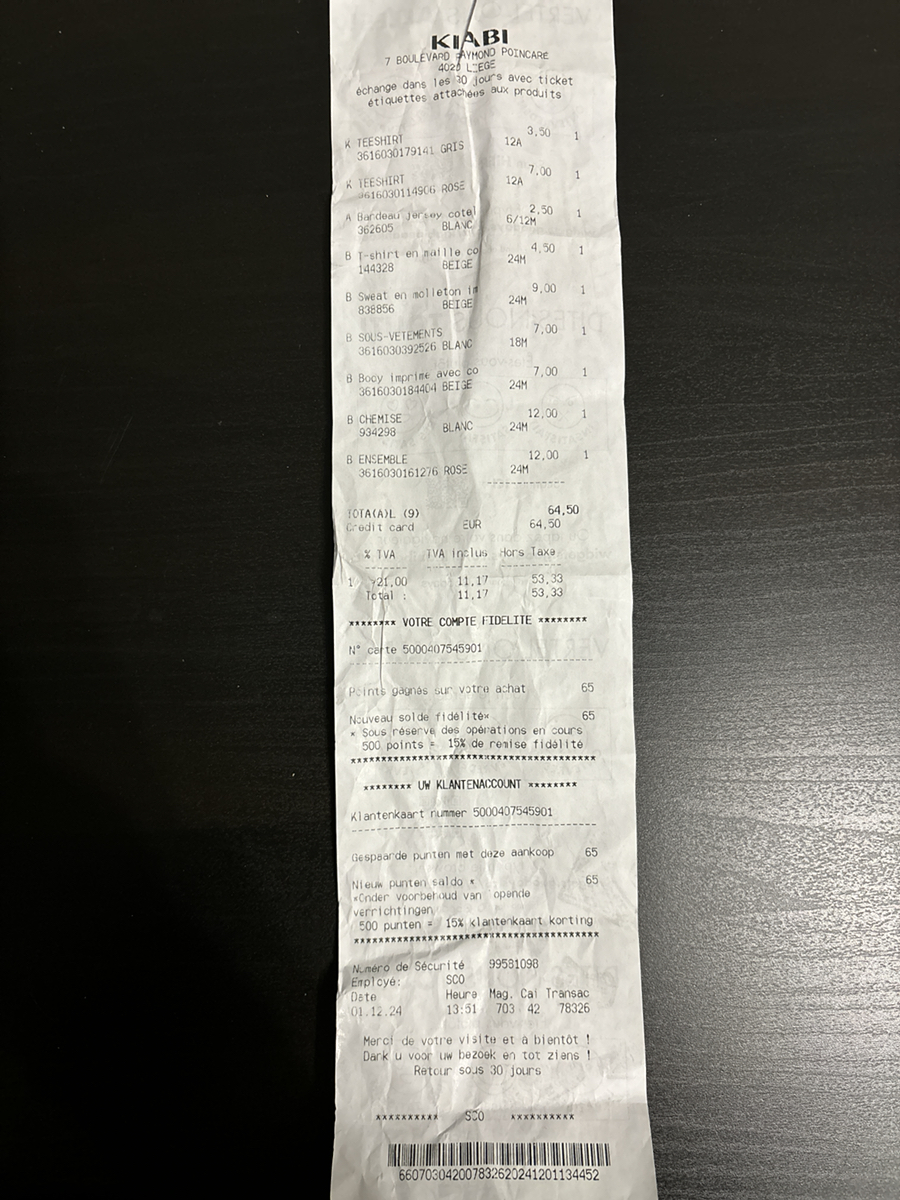 KIABI
7 BOULEVARD RAYMOND POINCARE
4020 LIEGE
échange dans les 30 jours avec ticket
étiquettes attachées aux produits
K TEESHIRT 3,50 1
3616030179141 GRIS 12A
K TEESHIRT 7,00 1
3616030114906 ROSE 12A
A Bandeau jersey cotel 2,50 1
362605 BLANC 6/12M
B T-shirt en maille co 4,50 1
144328 BEIGE 24M
B Sweat en molleton im 9,00 1
838856 BEIGE 24M
B SOUS-VETEMENTS 7,00 1
3616030392526 BLANC 18M
B Body imprime avec co 7,00 1
3616030184404 BEIGE 24M
B CHEMISE 12,00 1
934298 BLANC 24M
B ENSEMBLE 12,00 1
3616030161276 ROSE 24M
------------
TOTA(A)L (9) 64,50
Credit card EUR 64,50
% TVA TVA inclus Hors Taxe
1 >21,00 11,17 53,33
Total : 11,17 53,33
******** VOTRE COMPTE FIDELITE ********
N° carte 5000407545901
Points gagnés sur votre achat 65
Nouveau solde fidélité* 65
* Sous réserve des opérations en cours
500 points = 15% de remise fidélité
****************************************
******** UW KLANTENACCOUNT ********
Klantenkaart nummer 5000407545901
Gespaarde punten met deze aankoop 65
Nieuw punten saldo * 65
*Onder voorbehoud van opende
verrichtingen
500 punten = 15% klantenkaart korting
****************************************
Numéro de Sécurité 99581098
Employé: SCO
Date Heure Mag. Cai Transac
01.12.24 13:51 703 42 78326
Merci de votre visite et à bientôt !
Dank u voor uw bezoek en tot ziens !
Retour sous 30 jours
********** SCO **********
660703042007832620241201134452